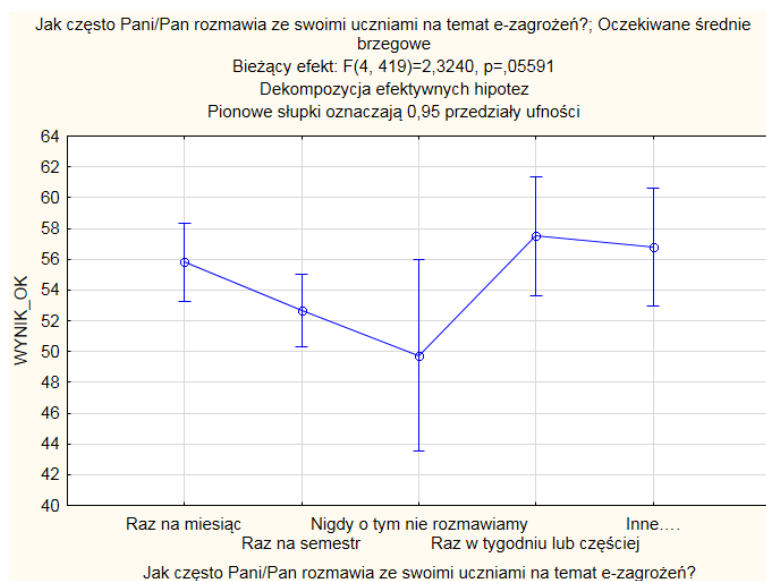 Jak często Pani/Pan rozmawia ze swoimi uczniami na temat e-zagrożeń?; Oczekiwane średnie
brzegowe
Bieżący efekt: F(4, 419)=2,3240, p=,05591
Dekompozycja efektywnych hipotez
Pionowe słupki oznaczają 0,95 przedziały ufności
64
62
60
58
56
54
52
50
48
46
44
42
40
WYNIK_OK
Raz na miesiąc Nigdy o tym nie rozmawiamy Inne....
Raz na semestr Raz w tygodniu lub częściej
Jak często Pani/Pan rozmawia ze swoimi uczniami na temat e-zagrożeń?